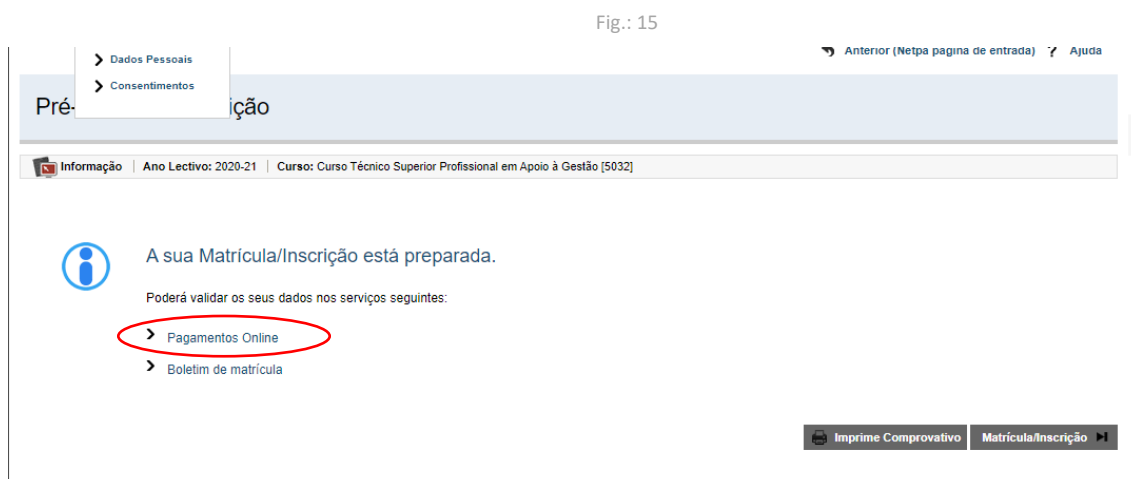 Fig.: 15
Dados Pessoais
Anterior (Netpa página de entrada) ? Ajuda
Consentimentos
Pré- ição
Informação | Ano Lectivo: 2020-21 | Curso: Curso Técnico Superior Profissional em Apoio à Gestão [5032]
A sua Matrícula/Inscrição está preparada.
Poderá validar os seus dados nos serviços seguintes:
Pagamentos Online
Boletim de matrícula
Imprime Comprovativo Matrícula/Inscrição